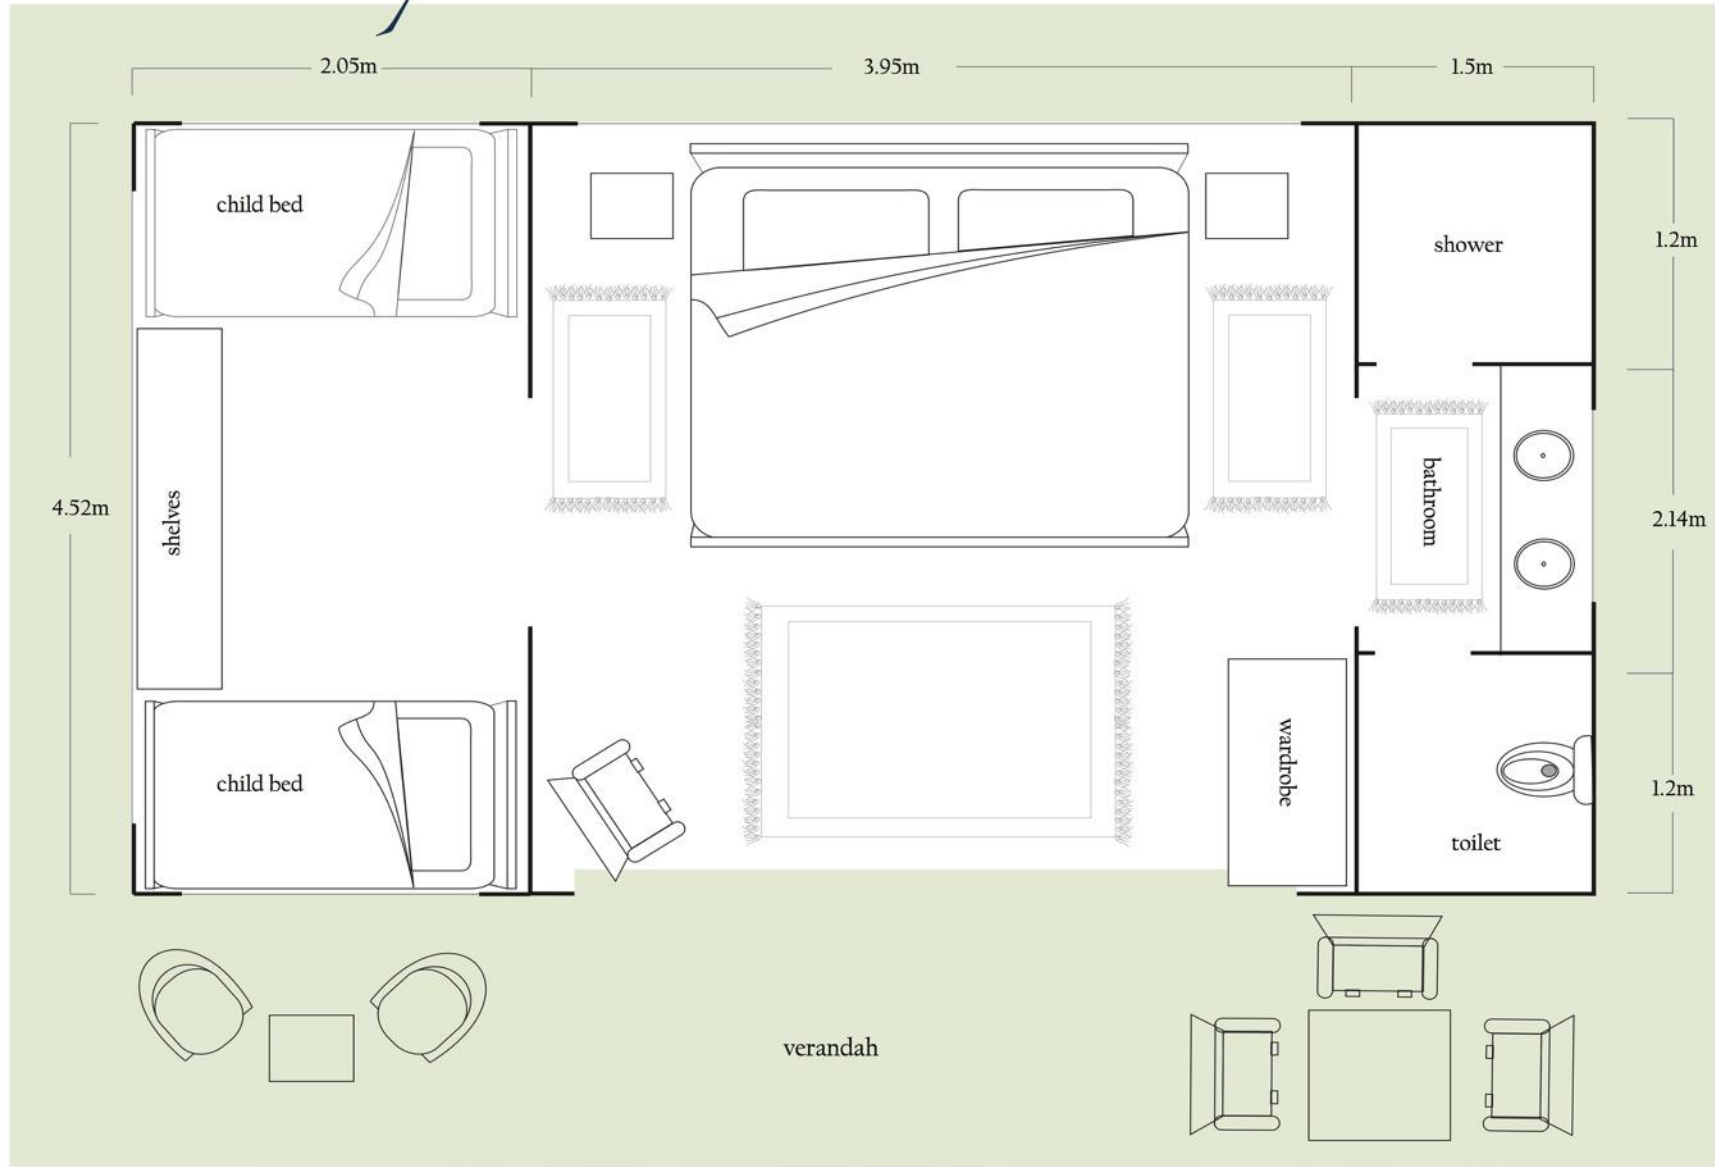 2.05m
3.95m
1.5m
child bed
shower
1.2m
shelves
4.52m
bathroom
2.14m
child bed
wardrobe
1.2m
toilet
verandah